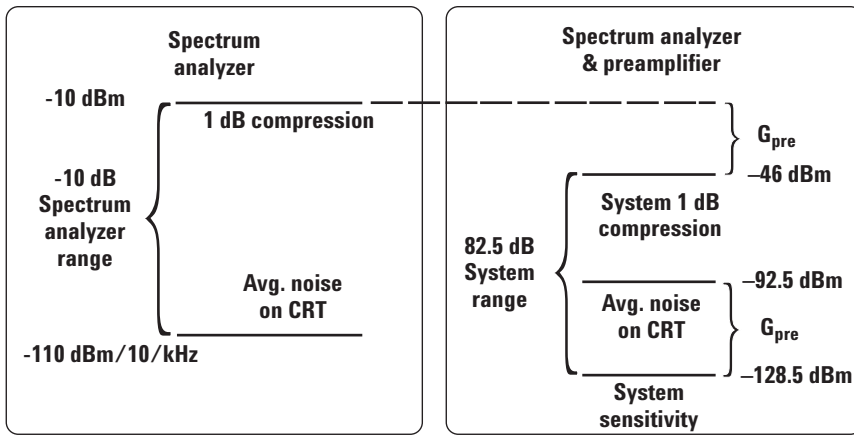 Spectrum
analyzer
-10 dBm
1 dB compression
-10 dB
Spectrum
analyzer
range
Avg. noise
on CRT
-110 dBm/10/kHz
Spectrum analyzer
& preamplifier
Gpre
–46 dBm
System 1 dB
compression
82.5 dB
System
range
–92.5 dBm
Avg. noise
on CRT
Gpre
–128.5 dBm
System
sensitivity